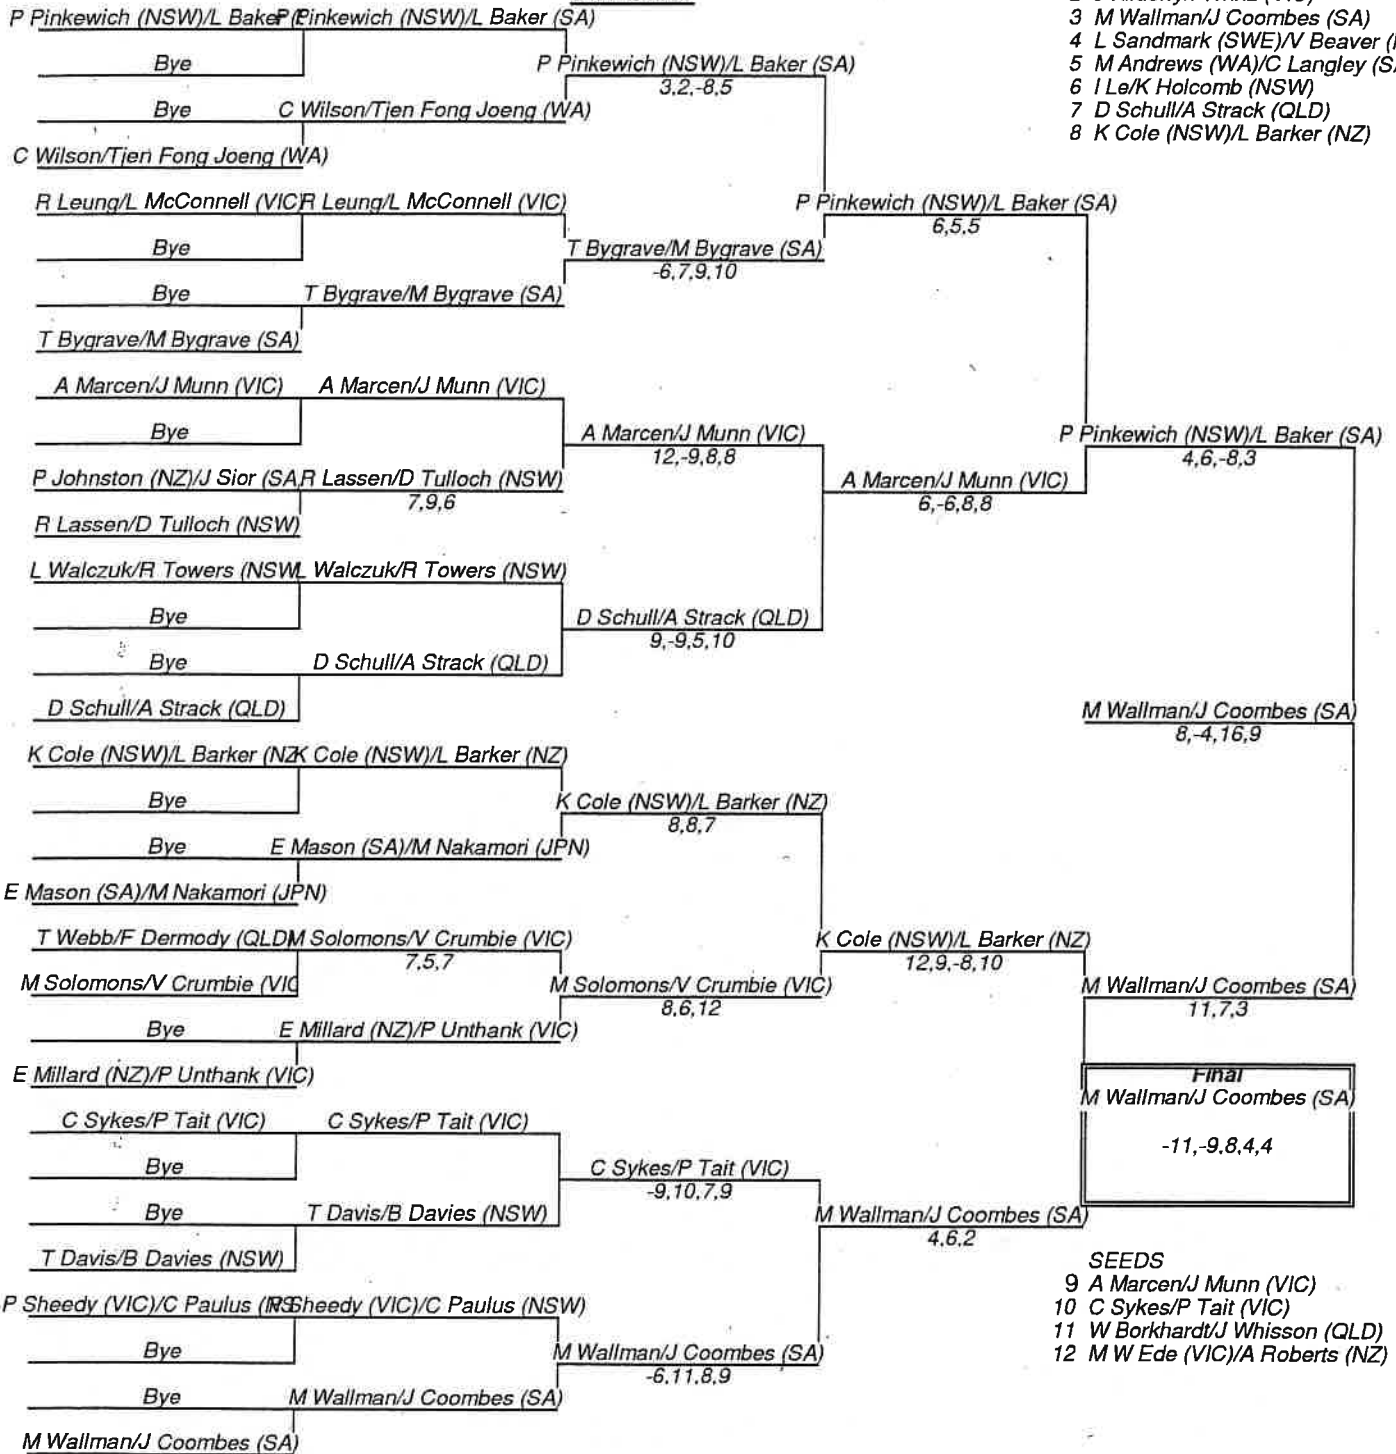 P Pinkewich (NSW)/L Baker P Pinkewich (NSW)/L Baker (SA)
3 M Wallman/J Coombes (SA)
4 L Sandmark (SWE)/V Beaver
Bye
P Pinkewich (NSW)/L Baker (SA)
5 M Andrews (WA)/C Langley
3,2,-8,5
6 I Le/K Holcomb (NSW)
Bye C Wilson/Tjen Fong Joeng (WA)
7 D Schull/A Strack (QLD)
8 K Cole (NSW)/L Barker (NZ)
C Wilson/Tjen Fong Joeng (WA)
R Leung/L McConnell (VIC) R Leung/L McConnell (VIC)
P Pinkewich (NSW)/L Baker (SA)
6,5,5
Bye
T Bygrave/M Bygrave (SA)
-6,7,9,10
Bye T Bygrave/M Bygrave (SA)
T Bygrave/M Bygrave (SA)
A Marcen/J Munn (VIC) A Marcen/J Munn (VIC)
Bye
A Marcen/J Munn (VIC)
12,-9,8,8
P Pinkewich (NSW)/L Baker (SA)
4,6,-8,3
P Johnston (NZ)/J Sior (SA R Lassen/D Tulloch (NSW)
7,9,6
A Marcen/J Munn (VIC)
6,-6,8,8
R Lassen/D Tulloch (NSW)
L Walczuk/R Towers (NSW L Walczuk/R Towers (NSW)
Bye
D Schull/A Strack (QLD)
9,-9,5,10
Bye D Schull/A Strack (QLD)
D Schull/A Strack (QLD)
M Wallman/J Coombes (SA)
8,-4,16,9
K Cole (NSW)/L Barker (NZ K Cole (NSW)/L Barker (NZ)
Bye
K Cole (NSW)/L Barker (NZ)
8,8,7
Bye E Mason (SA)/M Nakamori (JPN)
E Mason (SA)/M Nakamori (JPN)
T Webb/F Dermody (QLD) M Solomons/V Crumbie (VIC)
7,5,7
K Cole (NSW)/L Barker (NZ)
12,9,-8,10
M Solomons/V Crumbie (VIC
M Solomons/V Crumbie (VIC)
8,6,12
M Wallman/J Coombes (SA)
11,7,3
Bye E Millard (NZ)/P Unthank (VIC)
E Millard (NZ)/P Unthank (VIC)
Final
M Wallman/J Coombes (SA)
-11,-9,8,4,4
C Sykes/P Tait (VIC) C Sykes/P Tait (VIC)
Bye
C Sykes/P Tait (VIC)
-9,10,7,9
Bye T Davis/B Davies (NSW)
M Wallman/J Coombes (SA)
4,6,2
T Davis/B Davies (NSW)
SEEDS
9 A Marcen/J Munn (VIC)
10 C Sykes/P Tait (VIC)
11 W Borkhardt/J Whisson (QLD)
12 M W Ede (VIC)/A Roberts (NZ)
P Sheedy (VIC)/C Paulus P Sheedy (VIC)/C Paulus (NSW)
Bye
M Wallman/J Coombes (SA)
-6,11,8,9
Bye M Wallman/J Coombes (SA)
M Wallman/J Coombes (SA)